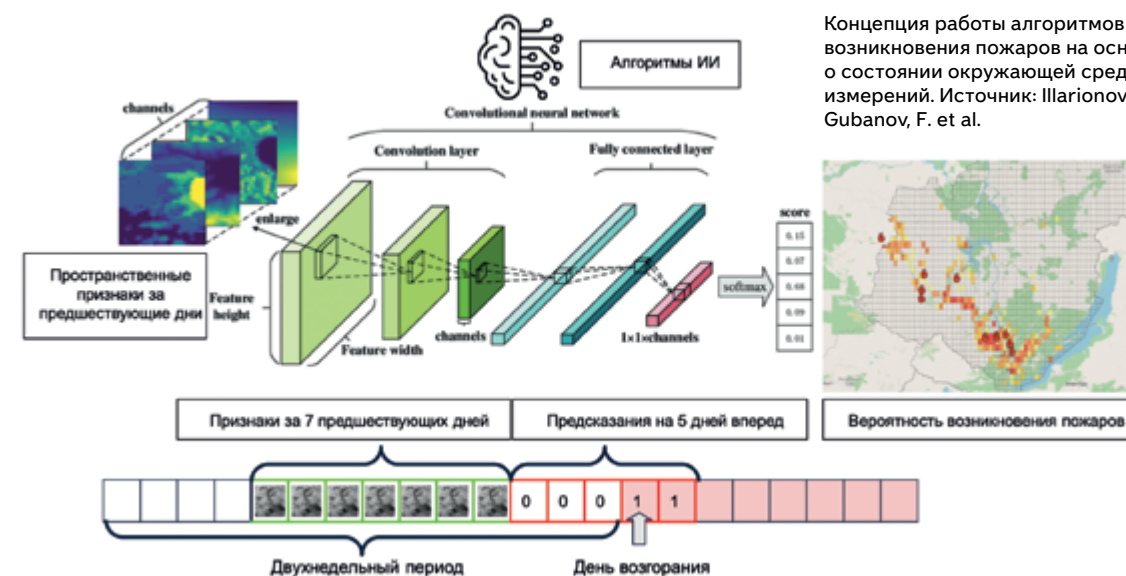 Концепция работы алгоритмов
возникновения пожаров на осн
о состоянии окружающей сред
измерений. Источник: Illarionov
Gubanov, F. et al.
Алгоритмы ИИ
Convolutional neural network
channels
Convolution layer
Fully connected layer
enlarge
score
0.15
0.07
0.68
0.09
0.01
softmax
Пространственные
признаки за
предшествующие дни
Feature
height
Feature width
channels
1×1×channels
Признаки за 7 предшествующих дней
Предсказания на 5 дней вперед
Вероятность возникновения пожаров
0 0 0 1 1
Двухнедельный период
День возгорания